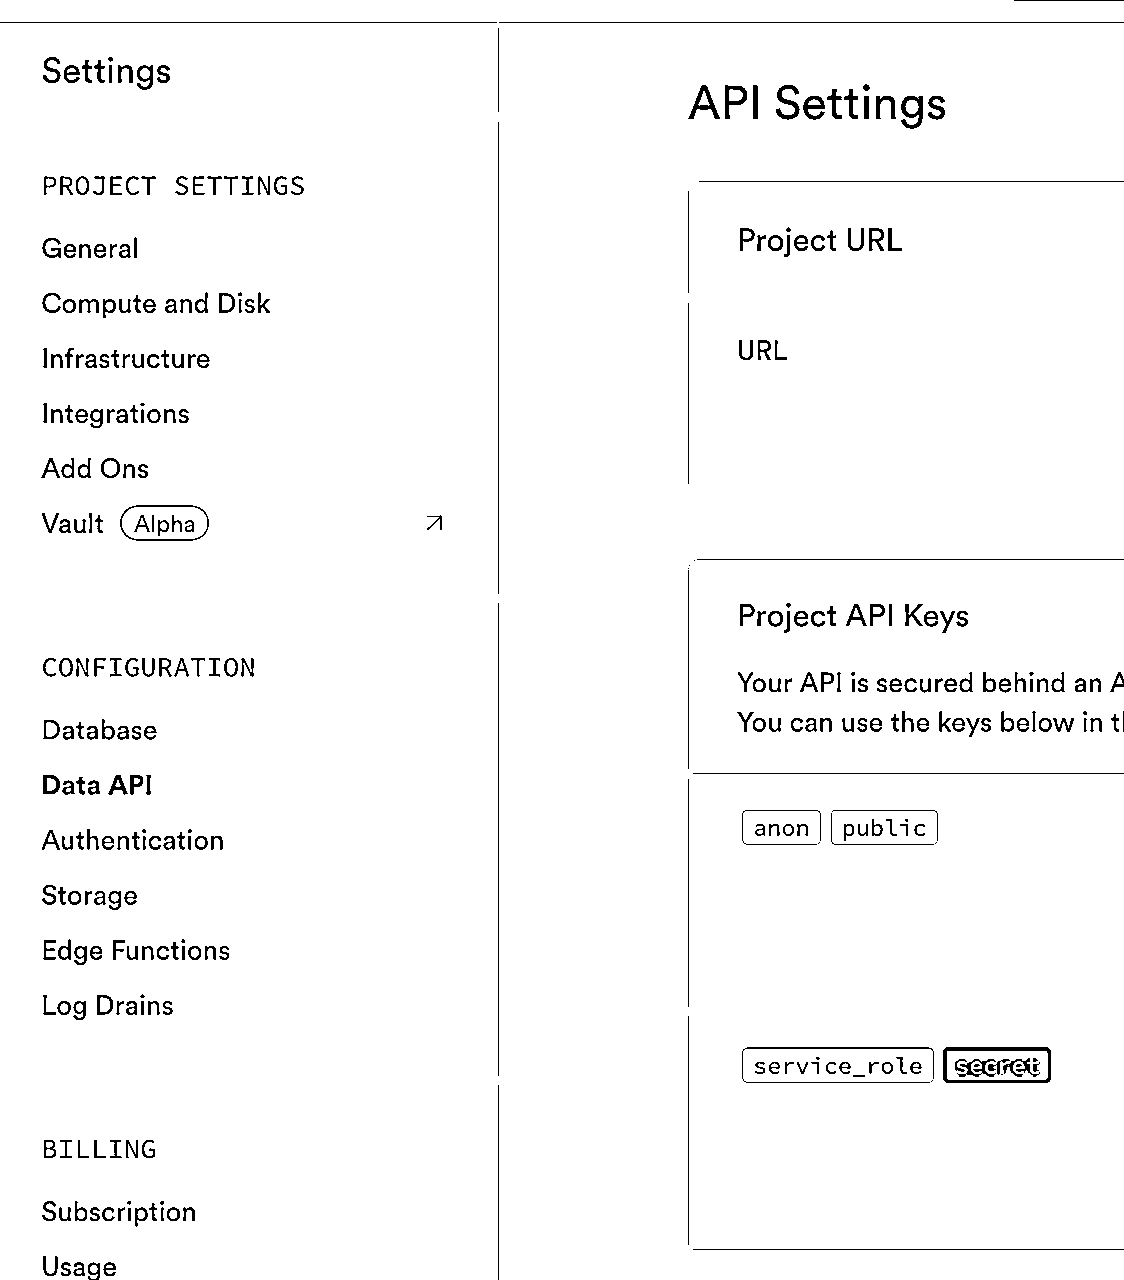 Settings
PROJECT SETTINGS
General
Compute and Disk
Infrastructure
Integrations
Add Ons
Vault Alpha
CONFIGURATION
Database
Data API
Authentication
Storage
Edge Functions
Log Drains
BILLING
Subscription
Usage
API Settings
Project URL
URL
Project API Keys
Your API is secured behind an
You can use the keys below in
anon public
service_role secret